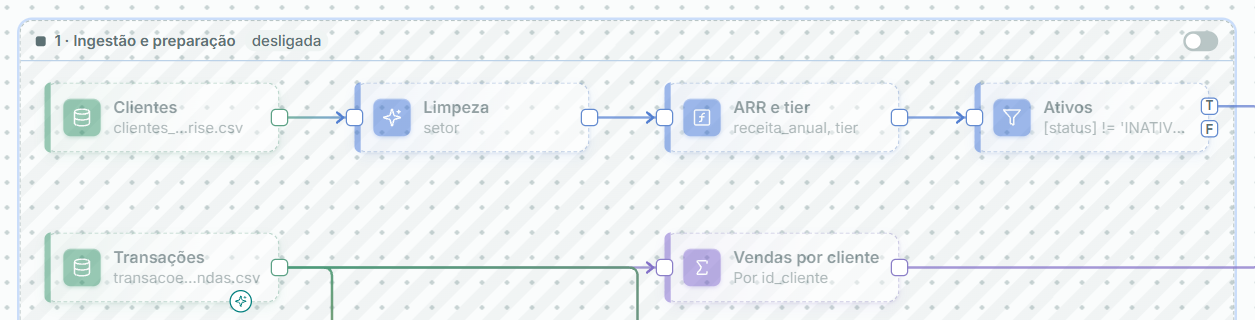 1 · Ingestão e preparação desligada
Clientes
clientes_...rise.csv
Limpeza
setor
ARR e tier
receita_anual, tier
Ativos
[status] != 'INATIV...
T
F
Transações
transacoe...ndas.csv
Vendas por cliente
Por id_cliente